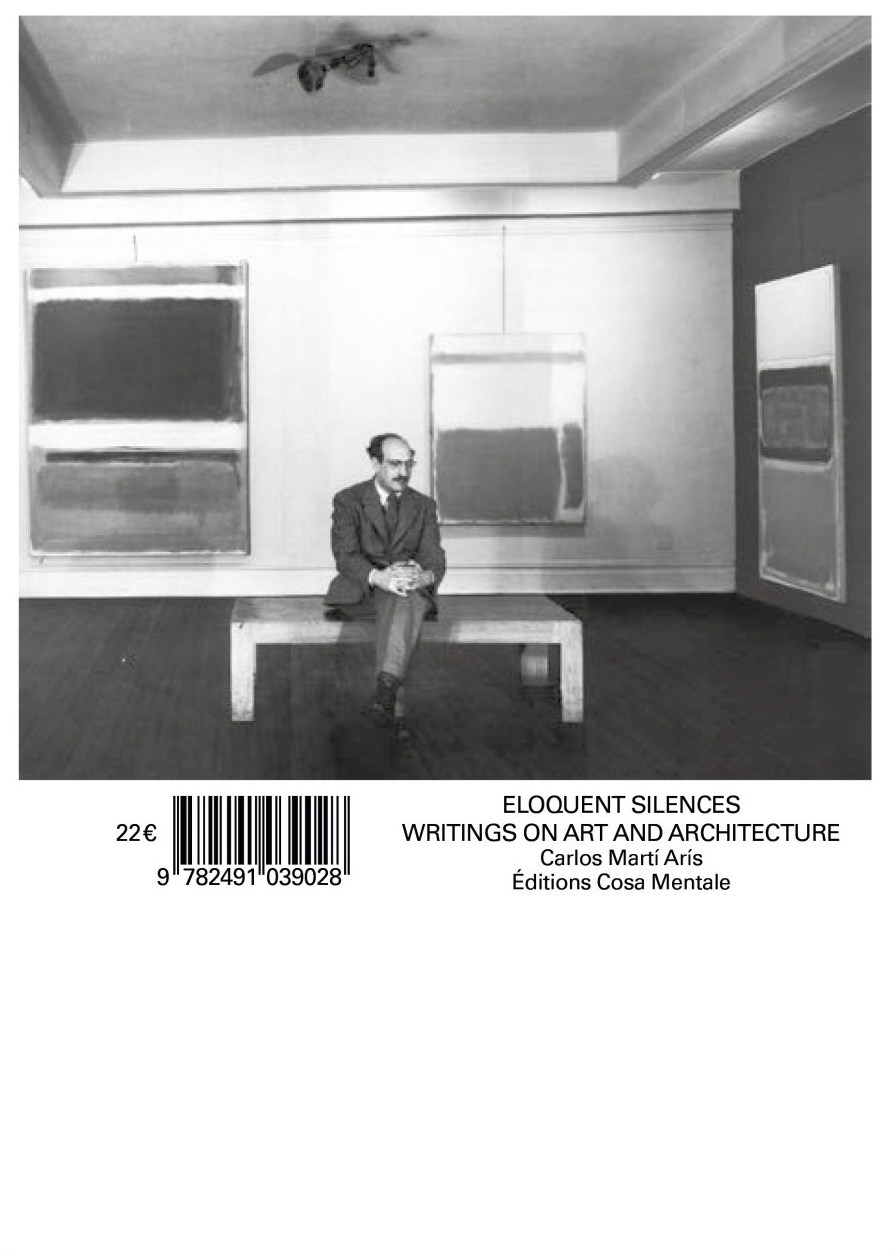 22€
9 782491 039028
ELOQUENT SILENCES
WRITINGS ON ART AND ARCHITECTURE
Carlos Martí Arís
Éditions Cosa Mentale